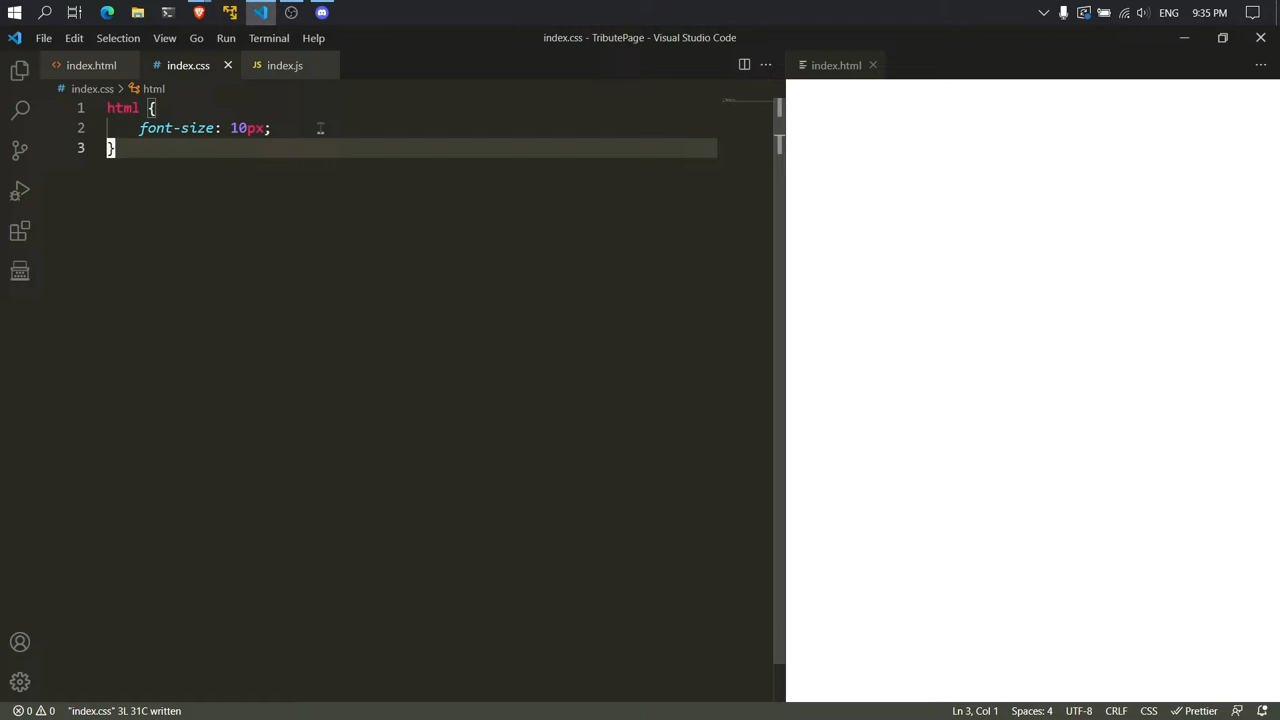 ENG 9:35 PM
File Edit Selection View Go Run Terminal Help index.css - TributePage - Visual Studio Code
index.html index.css JS index.js index.html
# index.css > html
1 html {
2 font-size: 10px;
3 }
0 0 "index.css" 3L 31C written Ln 3, Col 1 Spaces: 4 UTF-8 CRLF CSS Prettier